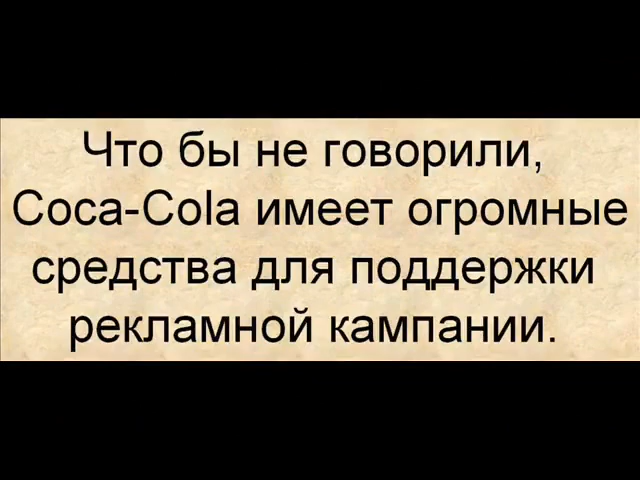 Что бы не говорили,
Coca-Cola имеет огромные
средства для поддержки
рекламной кампании.